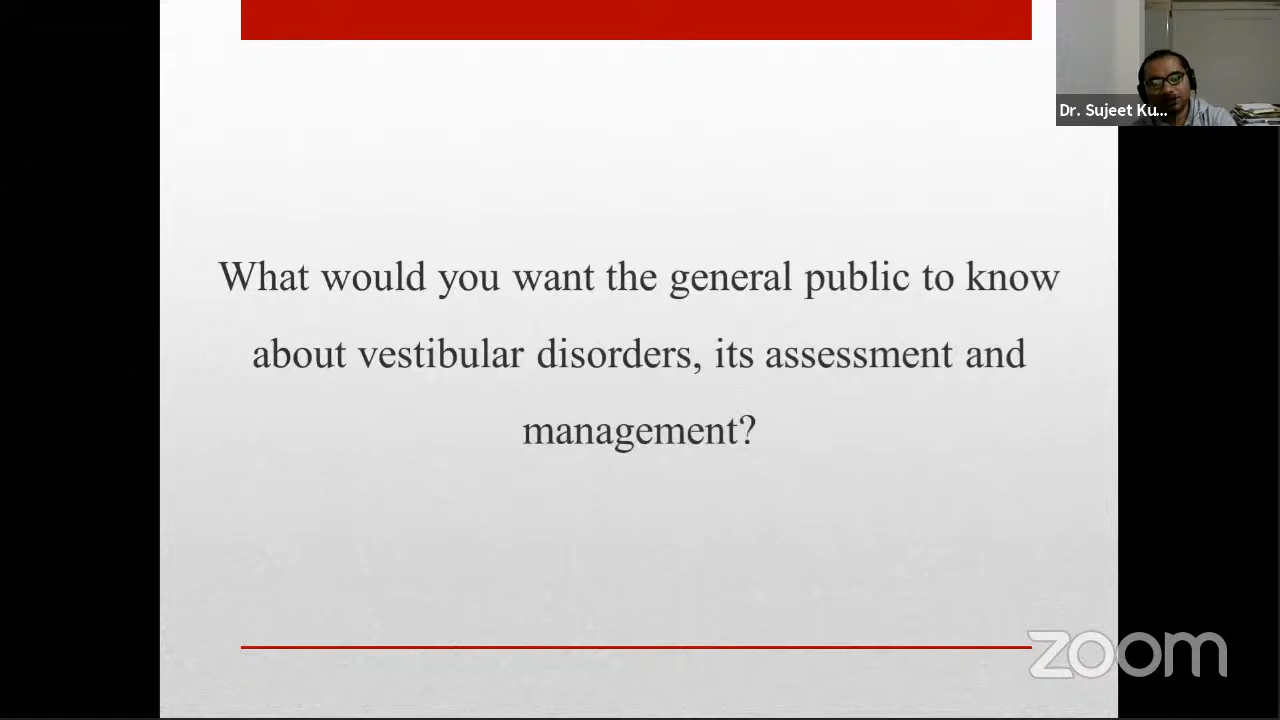 Dr. Sujeet Ku...
What would you want the general public to know
about vestibular disorders, its assessment and
management?
zoom